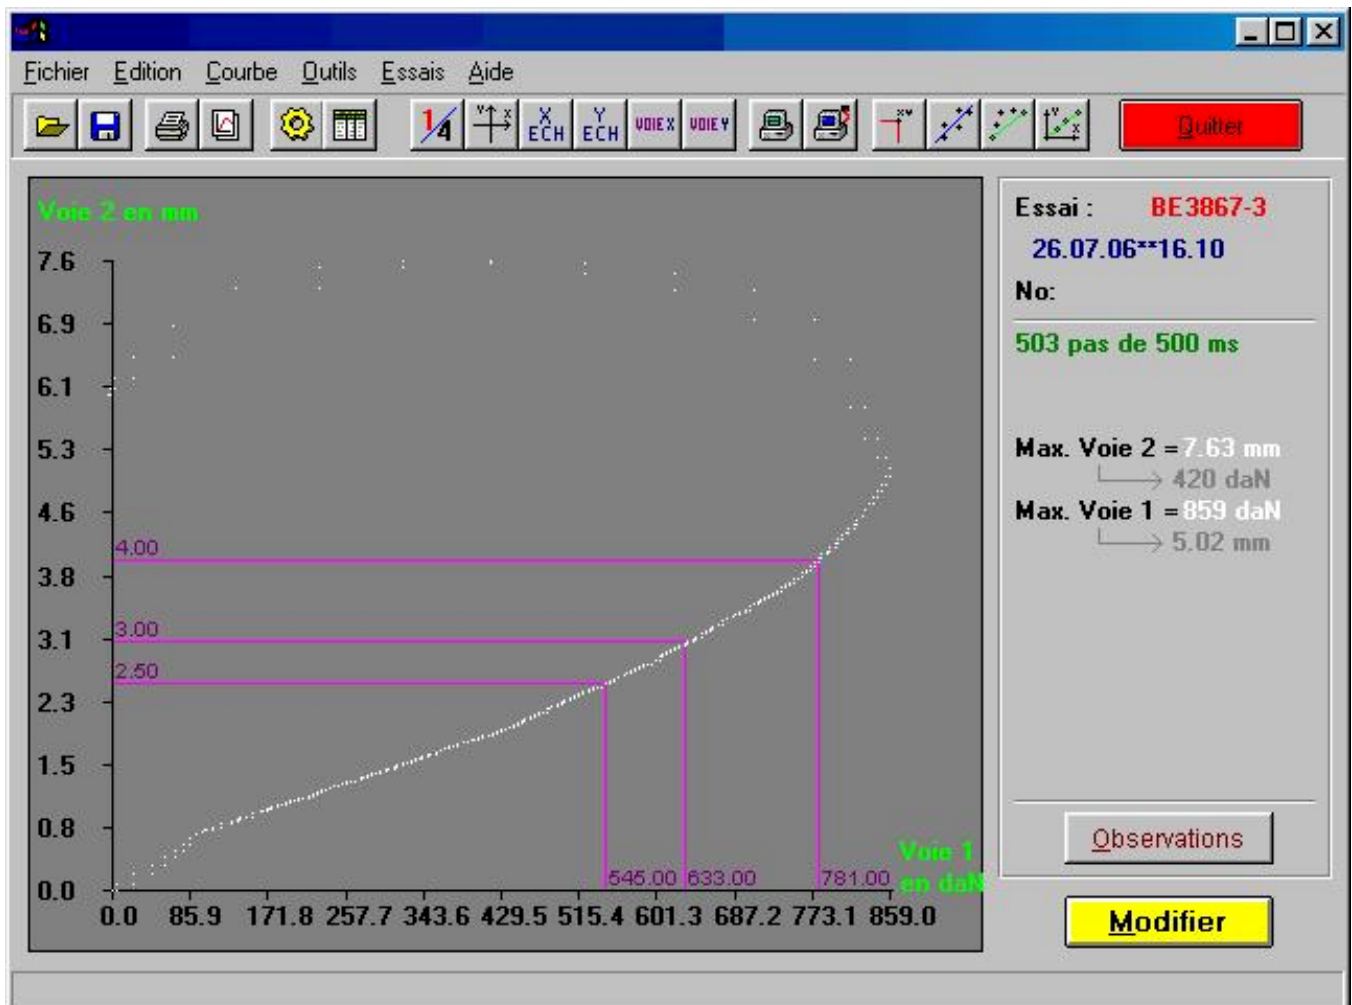 Fichier Edition Courbe Outils Essais Aide
1/4 Y X X ECH Y ECH VOIE X VOIE Y XY Y X Quitter
Voie 2 en mm
7.6
6.9
6.1
5.3
4.6
4.00
3.8
3.1
3.00
2.50
2.3
1.5
0.8
Voie 1
en daN
545.00 633.00 781.00
0.0
0.0 85.9 171.8 257.7 343.6 429.5 515.4 601.3 687.2 773.1 859.0
Essai : BE3867-3
26.07.06**16.10
No:
503 pas de 500 ms
Max. Voie 2 = 7.63 mm
420 daN
Max. Voie 1 = 859 daN
5.02 mm
Observations
Modifier